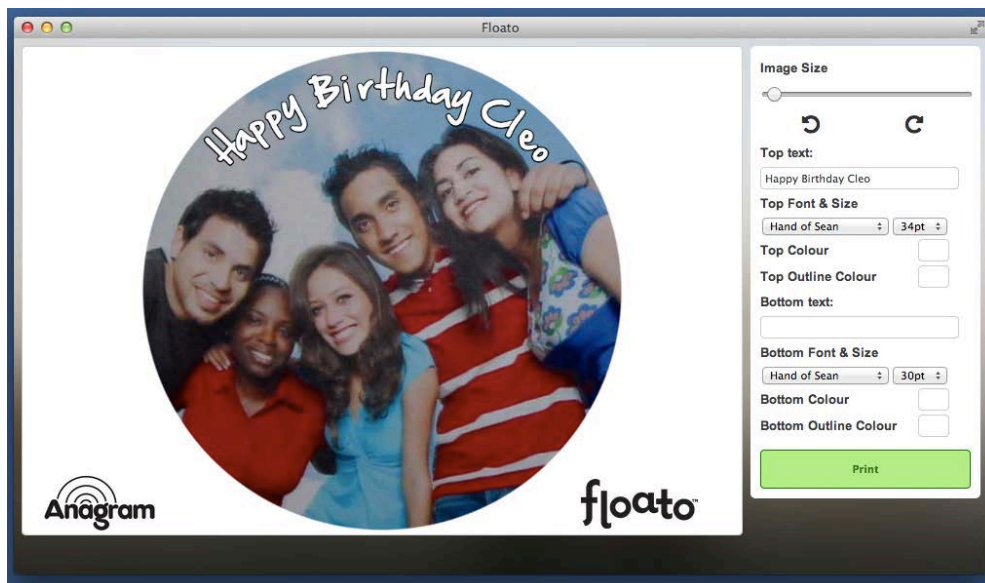 Floato
Happy Birthday Cleo
Anagram
floato™
Image Size
Top text:
Happy Birthday Cleo
Top Font & Size
Hand of Sean 34pt
Top Colour
Top Outline Colour
Bottom text:
Bottom Font & Size
Hand of Sean 30pt
Bottom Colour
Bottom Outline Colour
Print